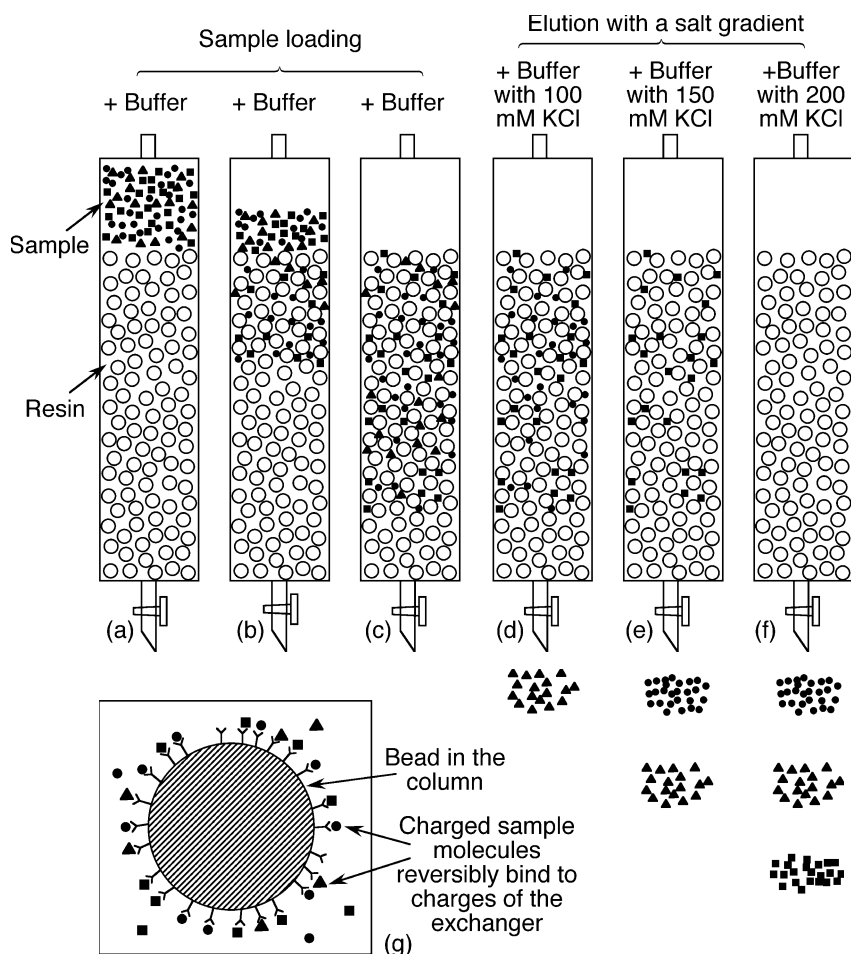 Sample loading
Elution with a salt gradient
+ Buffer
+ Buffer
+ Buffer
+ Buffer
with 100
mM KCl
+ Buffer
with 150
mM KCl
+Buffer
with 200
mM KCl
Sample
Resin
(a)
(b)
(c)
(d)
(e)
(f)
Bead in the
column
Charged sample
molecules
reversibly bind to
charges of the
exchanger
(g)